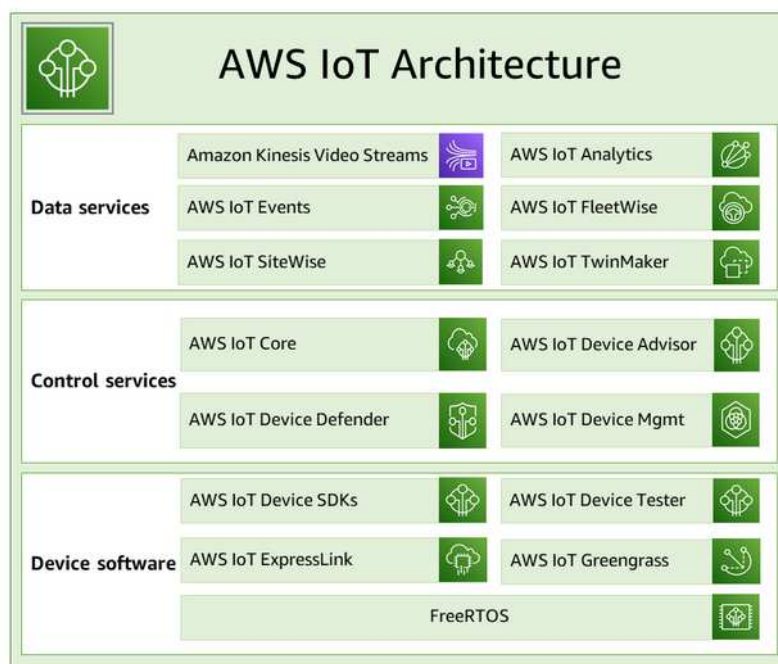 AWS IoT Architecture
Data services
Amazon Kinesis Video Streams
AWS IoT Analytics
AWS IoT Events
AWS IoT FleetWise
AWS IoT SiteWise
AWS IoT TwinMaker
Control services
AWS IoT Core
AWS IoT Device Advisor
AWS IoT Device Defender
AWS IoT Device Mgmt
Device software
AWS IoT Device SDKs
AWS IoT Device Tester
AWS IoT ExpressLink
AWS IoT Greengrass
FreeRTOS